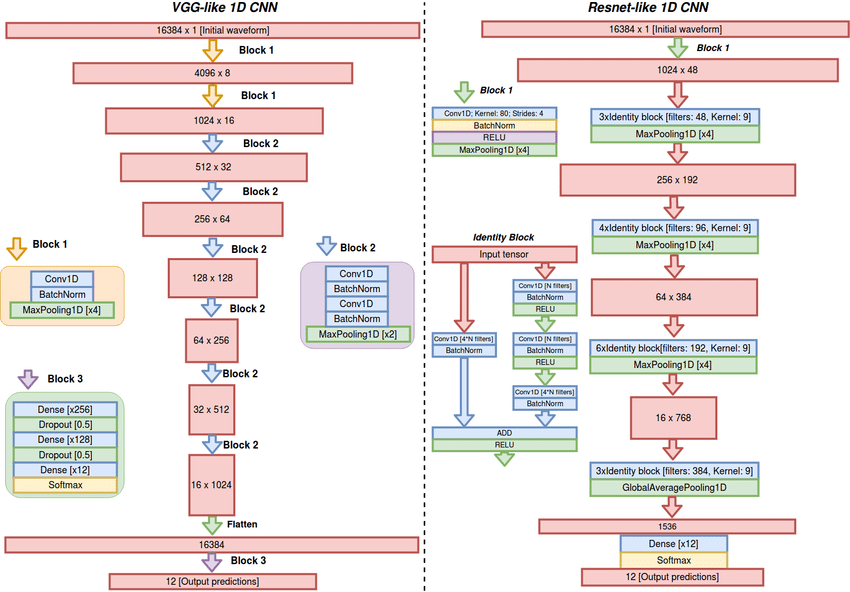 VGG-like 1D CNN
16384 x 1 [Initial waveform]
Block 1
4096 x 8
Block 1
1024 x 16
Block 2
512 x 32
Block 2
256 x 64
Block 2
128 x 128
Block 2
64 x 256
Block 2
32 x 512
Block 2
16 x 1024
Flatten
16384
Block 3
12 [Output predictions]
Block 1
Conv1D
BatchNorm
MaxPooling1D [x4]
Block 2
Conv1D
BatchNorm
Conv1D
BatchNorm
MaxPooling1D [x2]
Block 3
Dense [x256]
Dropout [0.5]
Dense [x128]
Dropout [0.5]
Dense [x12]
Softmax
Resnet-like 1D CNN
16384 x 1 [Initial waveform]
Block 1
1024 x 48
3xIdentity block [filters: 48, Kernel: 9]
MaxPooling1D [x4]
256 x 192
4xIdentity block [filters: 96, Kernel: 9]
MaxPooling1D [x4]
64 x 384
6xIdentity block[filters: 192, Kernel: 9]
MaxPooling1D [x4]
16 x 768
3xIdentity block [filters: 384, Kernel: 9]
GlobalAveragePooling1D
1536
Dense [x12]
Softmax
12 [Output predictions]
Block 1
Conv1D; Kernel: 80; Strides: 4
BatchNorm
RELU
MaxPooling1D [x4]
Identity Block
Input tensor
Conv1D [N filters]
BatchNorm
RELU
Conv1D [4*N filters]
BatchNorm
Conv1D [N filters]
BatchNorm
RELU
Conv1D [4*N filters]
BatchNorm
ADD
RELU